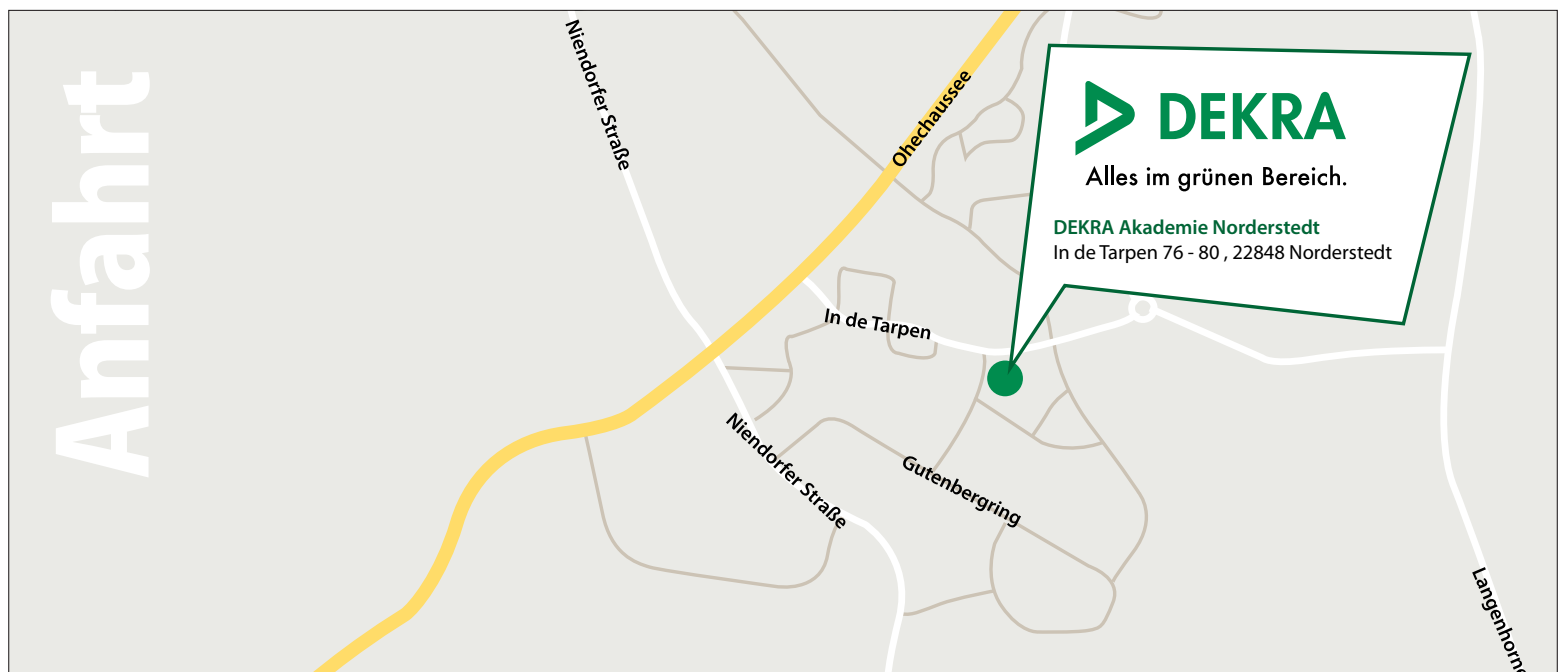 Anfahrt
Niendorfer Straße
Ohechaussee
DEKRA
Alles im grünen Bereich.
DEKRA Akademie Norderstedt
In de Tarpen 76 - 80 , 22848 Norderstedt
In de Tarpen
Niendorfer Straße
Gutenbergring
Langenhorne